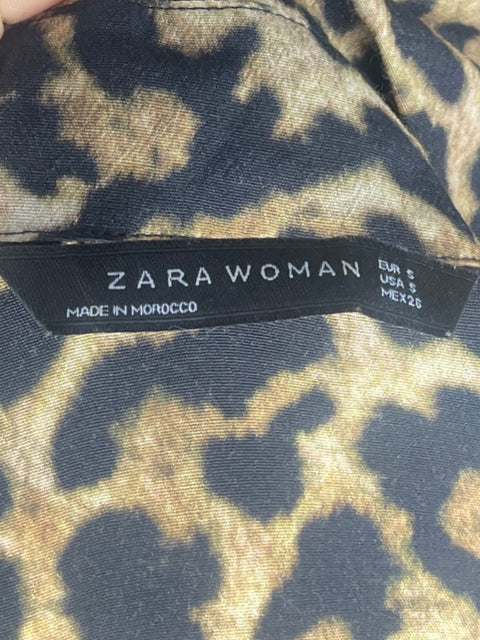 ZARA WOMAN
MADE IN MOROCCO
EUR S
USA S
MEX 26